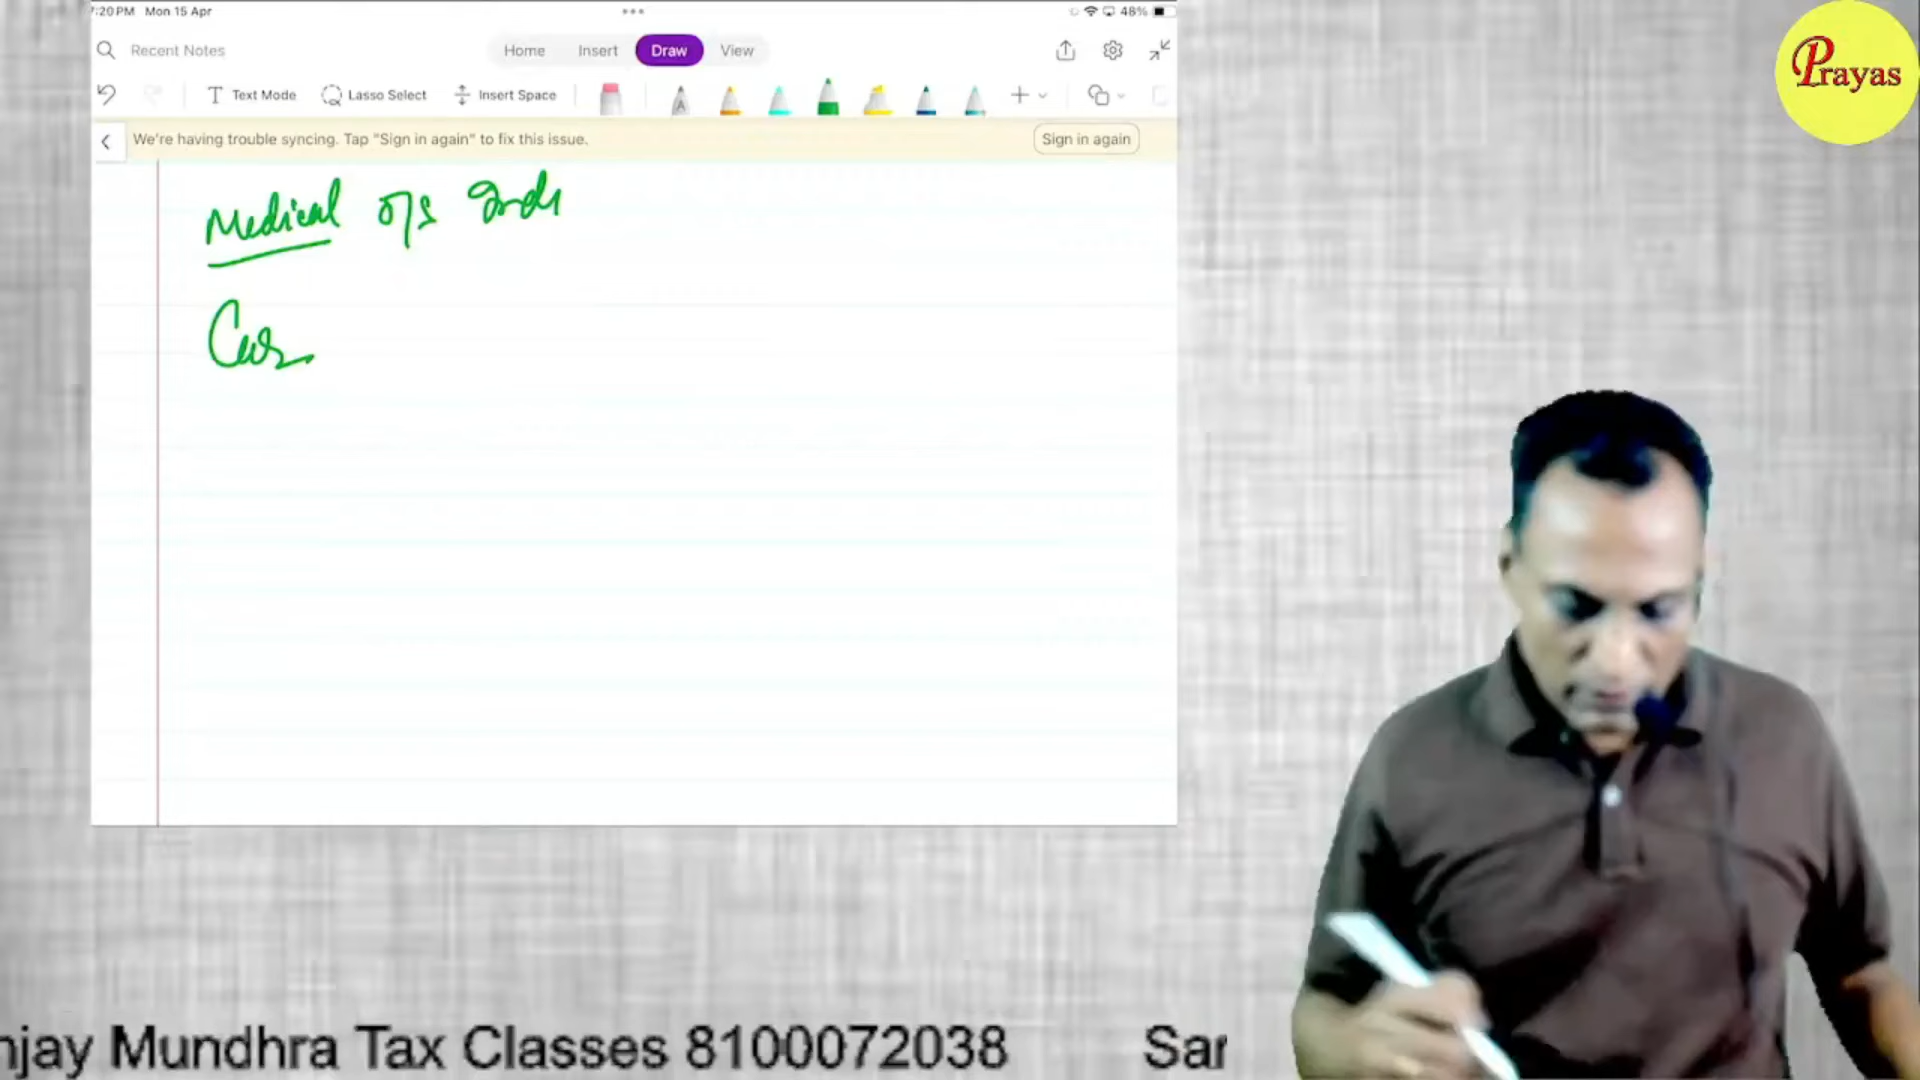 7:20 PM Mon 15 Apr
48%
Recent Notes
Home Insert Draw View
Text Mode Lasso Select Insert Space
A
We're having trouble syncing. Tap "Sign in again" to fix this issue.
Sign in again
Medical o/s India
Prayas
njay Mundhra Tax Classes 8100072038 Sar